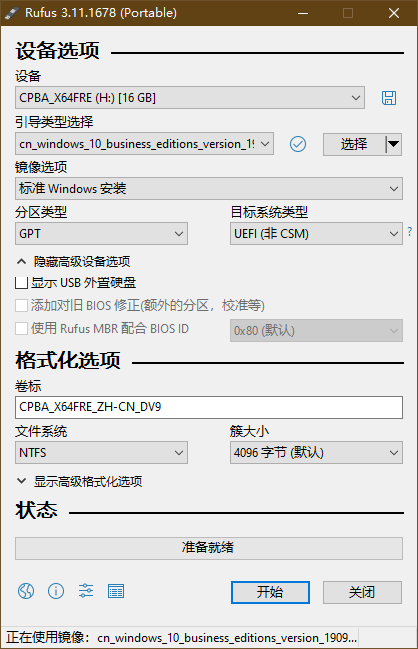 Rufus 3.11.1678 (Portable)
设备选项
设备
CPBA_X64FRE (H:) [16 GB]
引导类型选择
cn_windows_10_business_editions_version_19
选择
镜像选项
标准 Windows 安装
分区类型
目标系统类型
GPT
UEFI (非 CSM)
?
隐藏高级设备选项
显示 USB 外置硬盘
添加对旧 BIOS 修正(额外的分区，校准等)
使用 Rufus MBR 配合 BIOS ID
0x80 (默认)
格式化选项
卷标
CPBA_X64FRE_ZH-CN_DV9
文件系统
簇大小
NTFS
4096 字节 (默认)
显示高级格式化选项
状态
准备就绪
开始
关闭
正在使用镜像：cn_windows_10_business_editions_version_1909...